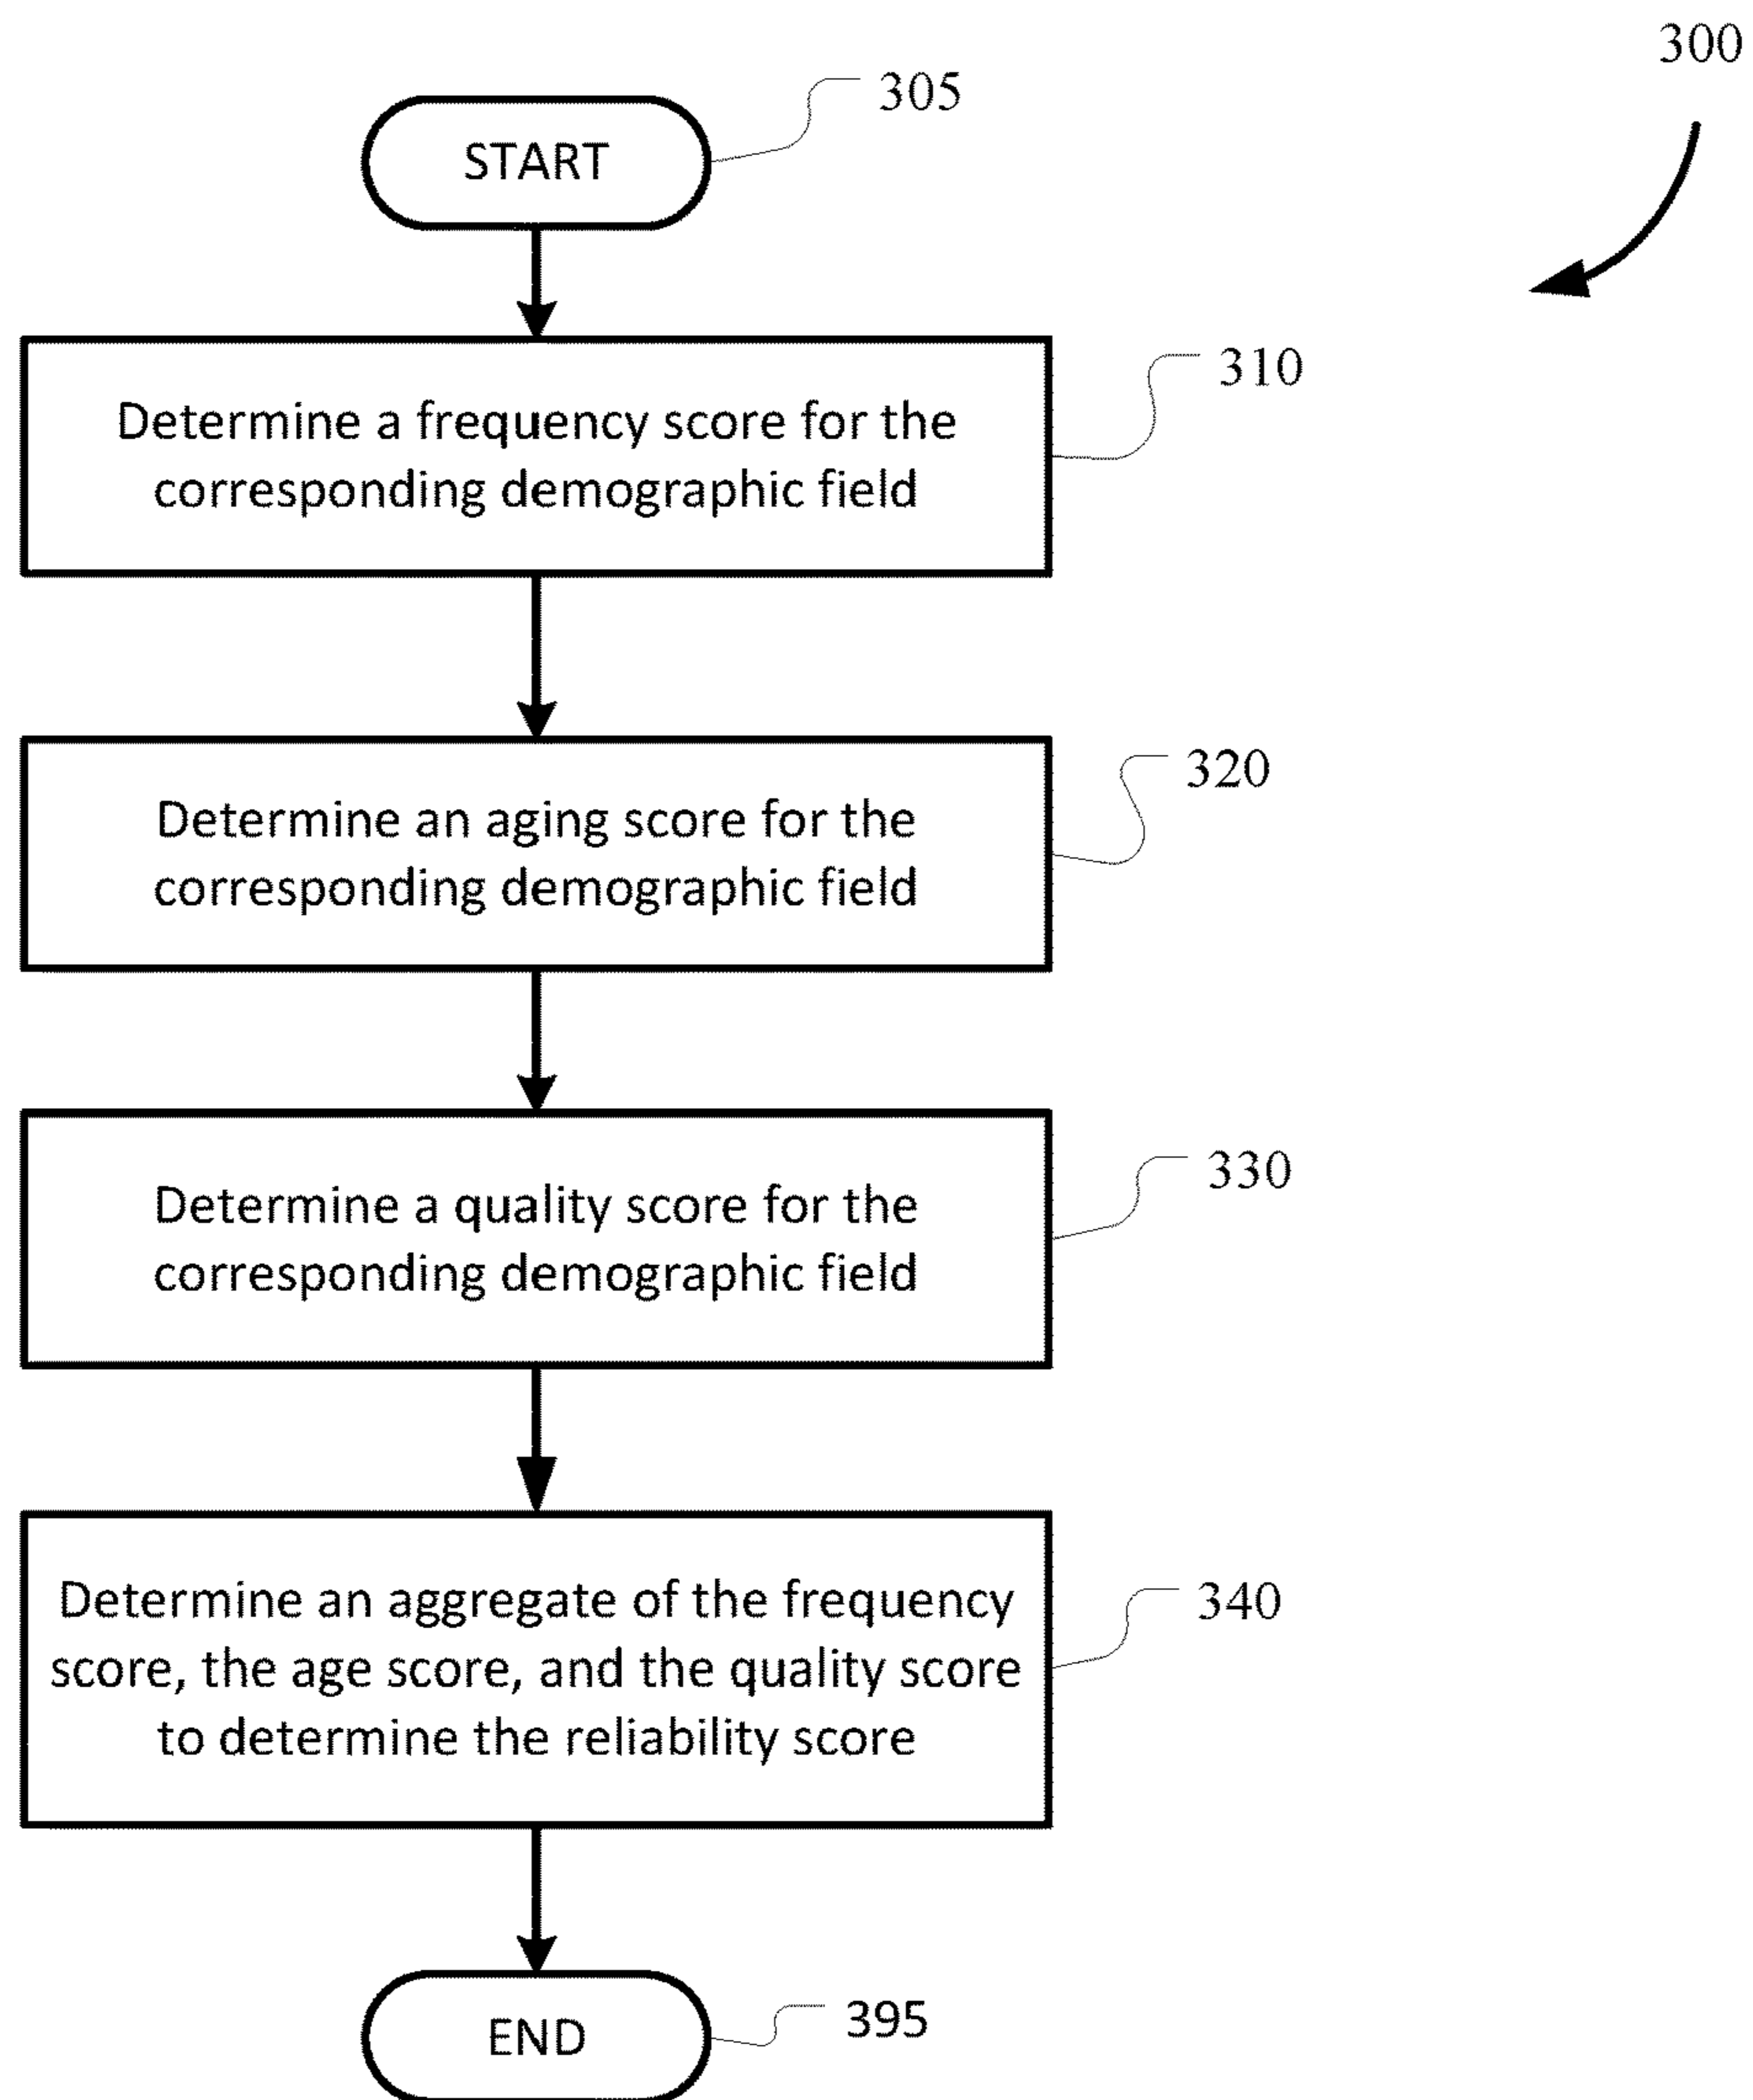 300
START
305
Determine a frequency score for the
corresponding demographic field
310
Determine an aging score for the
corresponding demographic field
320
Determine a quality score for the
corresponding demographic field
330
Determine an aggregate of the frequency
score, the age score, and the quality score
to determine the reliability score
340
END
395